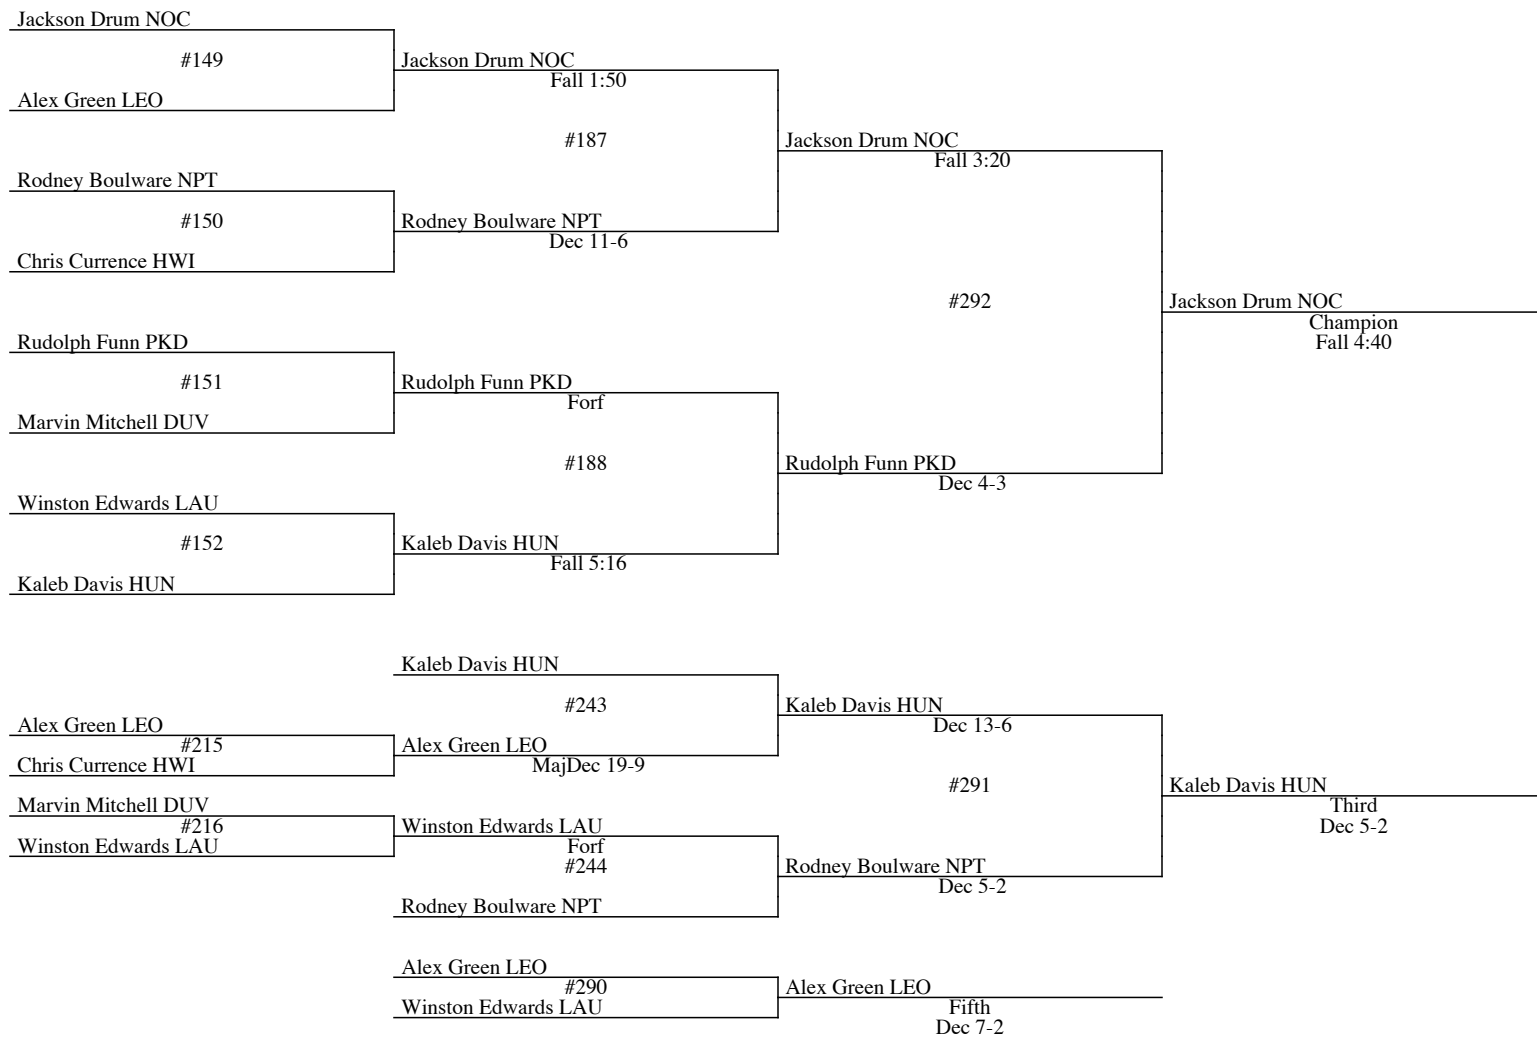 Jackson Drum NOC
#149
Jackson Drum NOC
Fall 1:50
Alex Green LEO
#187
Jackson Drum NOC
Fall 3:20
Rodney Boulware NPT
#150
Rodney Boulware NPT
Dec 11-6
Chris Currence HWI
#292
Jackson Drum NOC
Champion
Fall 4:40
Rudolph Funn PKD
#151
Rudolph Funn PKD
Forf
Marvin Mitchell DUV
#188
Rudolph Funn PKD
Dec 4-3
Winston Edwards LAU
#152
Kaleb Davis HUN
Fall 5:16
Kaleb Davis HUN
Kaleb Davis HUN
#243
Kaleb Davis HUN
Dec 13-6
Alex Green LEO
#215
Alex Green LEO
MajDec 19-9
Chris Currence HWI
#291
Kaleb Davis HUN
Third
Dec 5-2
Marvin Mitchell DUV
#216
Winston Edwards LAU
Forf
Winston Edwards LAU
#244
Rodney Boulware NPT
Dec 5-2
Rodney Boulware NPT
Alex Green LEO
#290
Alex Green LEO
Fifth
Dec 7-2
Winston Edwards LAU